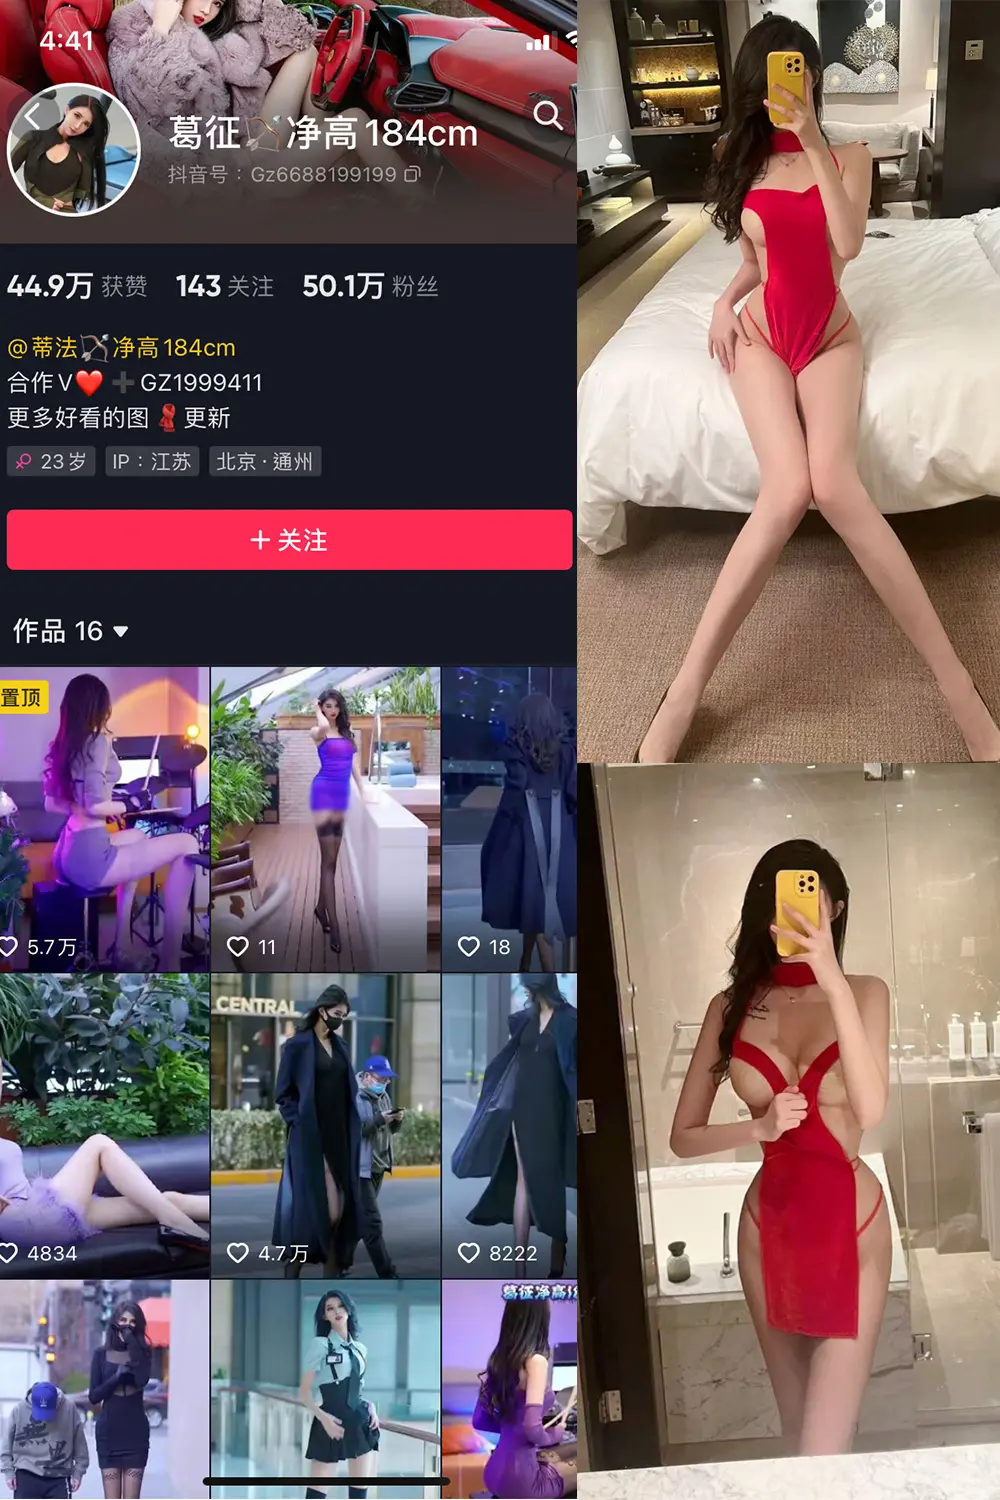 4:41
葛征🏹净高184cm
抖音号：Gz6688199199
44.9万 获赞 143 关注 50.1万 粉丝
@蒂法🏹净高184cm
合作V❤️➕GZ1999411
更多好看的图🧣更新
23岁 IP：江苏 北京·通州
+ 关注
作品 16
置顶
5.7万 11 18
CENTRAL
4834 4.7万 8222
葛征净高